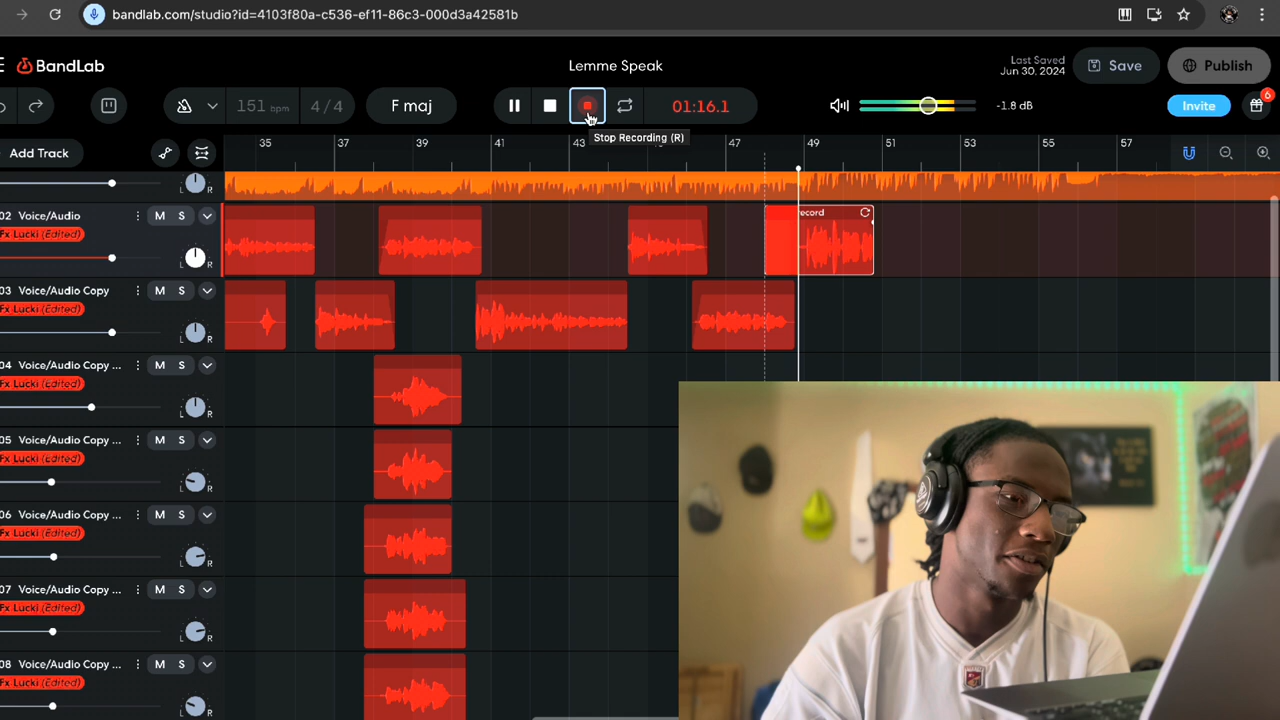 bandlab.com/studio?id=4103f80a-c536-ef11-86c3-000d3a42581b
BandLab
Lemme Speak
Last Saved
Jun 30, 2024
Save
Publish
151 bpm
4/4
F maj
01:16.1
-1.8 dB
Invite
6
Stop Recording (R)
Add Track
35 37 39 41 43 47 49 51 53 55 57
L R
02 Voice/Audio
M S
Fx Lucki (Edited)
L R
ecord
03 Voice/Audio Copy
M S
Fx Lucki (Edited)
L R
04 Voice/Audio Copy ...
M S
Fx Lucki (Edited)
L R
05 Voice/Audio Copy ...
M S
Fx Lucki (Edited)
L R
06 Voice/Audio Copy ...
M S
Fx Lucki (Edited)
L R
07 Voice/Audio Copy ...
M S
Fx Lucki (Edited)
L R
08 Voice/Audio Copy ...
M S
Fx Lucki (Edited)
L R